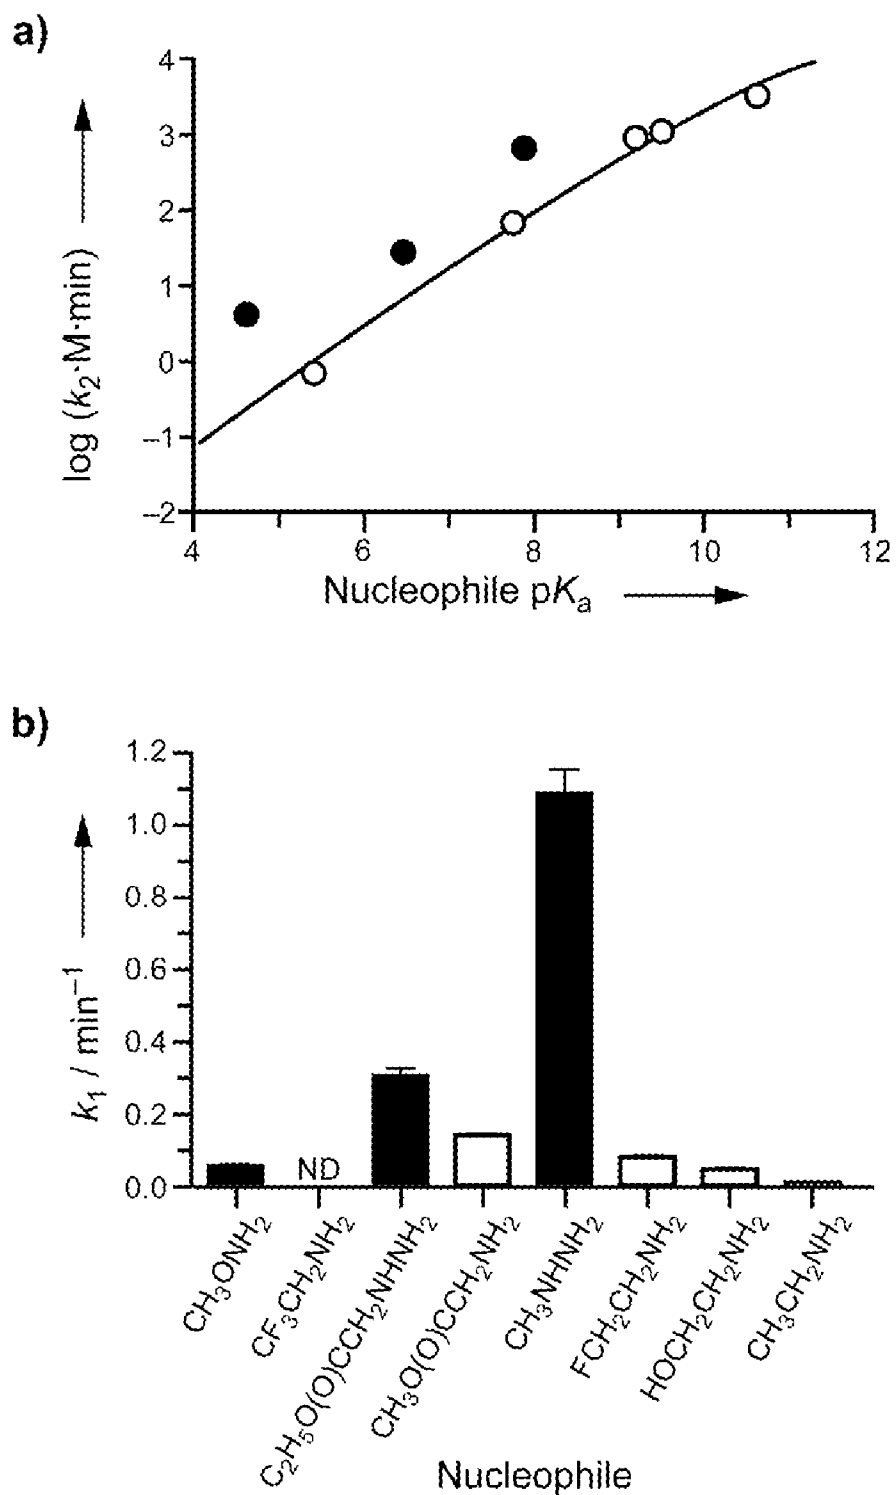 a)
4
3
2
1
0
–1
–2
log (k₂·M·min)
4 6 8 10 12
Nucleophile pKₐ
b)
1.2
1.0
0.8
0.6
0.4
0.2
0.0
k₁ / min⁻¹
ND
CH₃ONH₂
CF₃CH₂NH₂
C₂H₅O(O)CCH₂NHNH₂
CH₃O(O)CCH₂NH₂
CH₃NHNH₂
FCH₂CH₂NH₂
HOCH₂CH₂NH₂
CH₃CH₂NH₂
Nucleophile